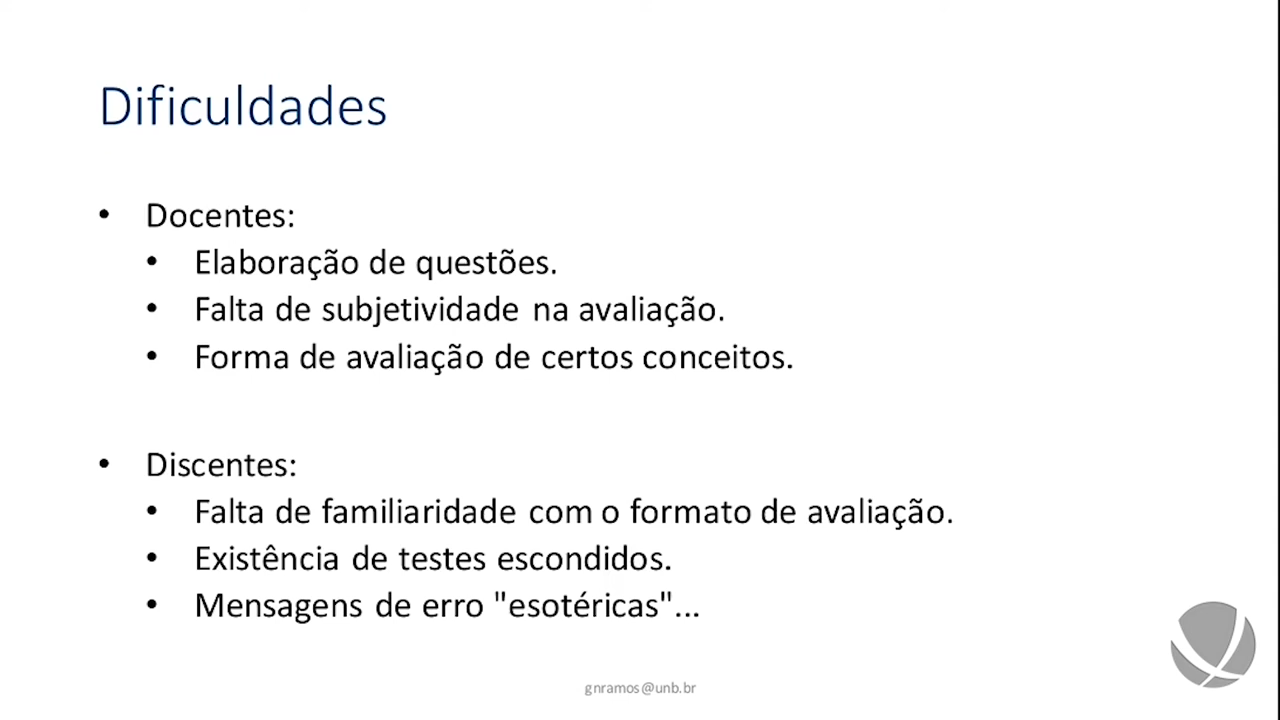 Dificuldades
• Docentes:
• Elaboração de questões.
• Falta de subjetividade na avaliação.
• Forma de avaliação de certos conceitos.
• Discentes:
• Falta de familiaridade com o formato de avaliação.
• Existência de testes escondidos.
• Mensagens de erro "esotéricas"...
gnramos@unb.br